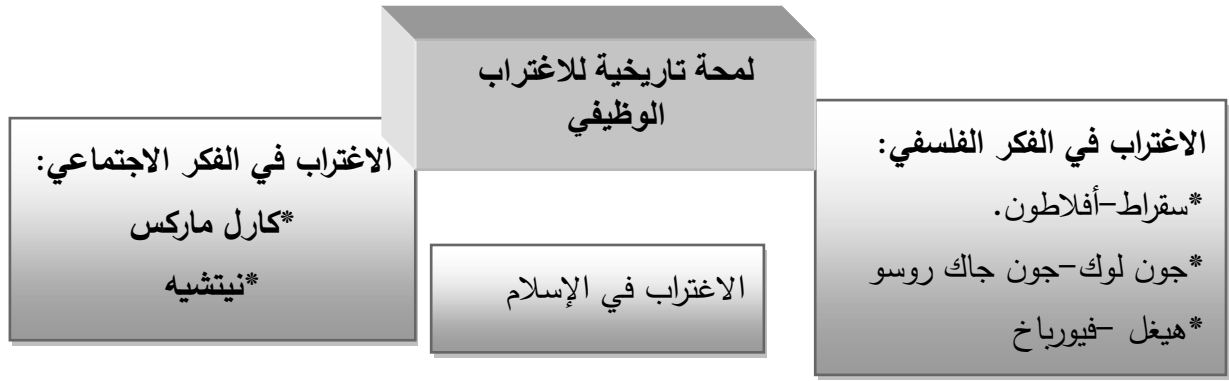 لمحة تاريخية للاغتراب
الوظيفي
الاغتراب في الفكر الفلسفي:
*سقراط-أفلاطون.
*جون لوك-جون جاك روسو
*هيغل -فيورباخ
الاغتراب في الإسلام
الاغتراب في الفكر الاجتماعي:
*كارل ماركس
*نيتشيه